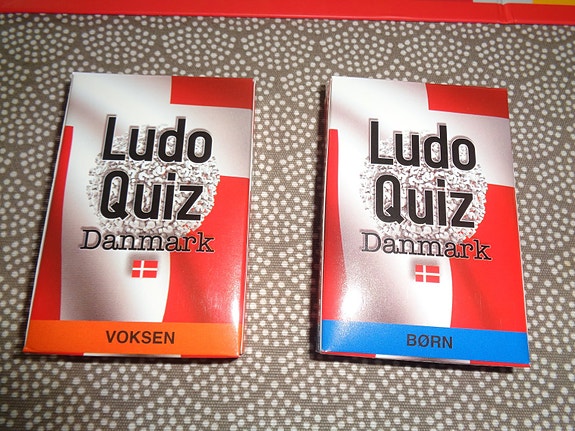 Ludo
Quiz
Danmark
VOKSEN
Ludo
Quiz
Danmark
BØRN